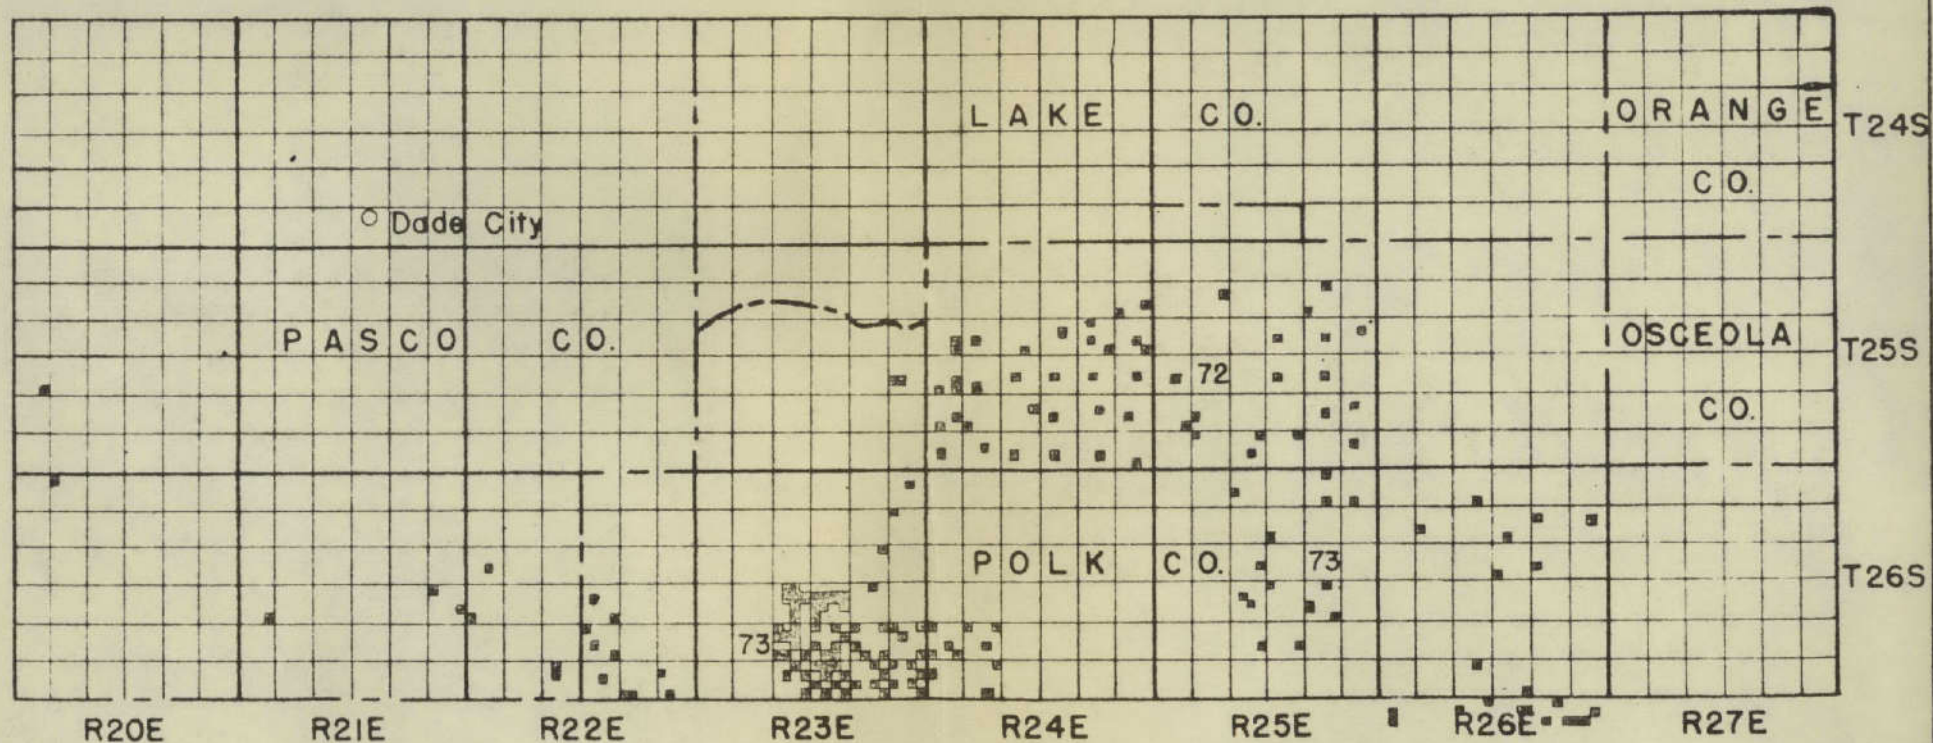 LAKE CO. ORANGE
T24S
CO.
Dade City
PASCO CO. OSCEOLA
T25S
72
CO.
POLK CO. 73
T26S
73
R20E R21E R22E R23E R24E R25E R26E R27E